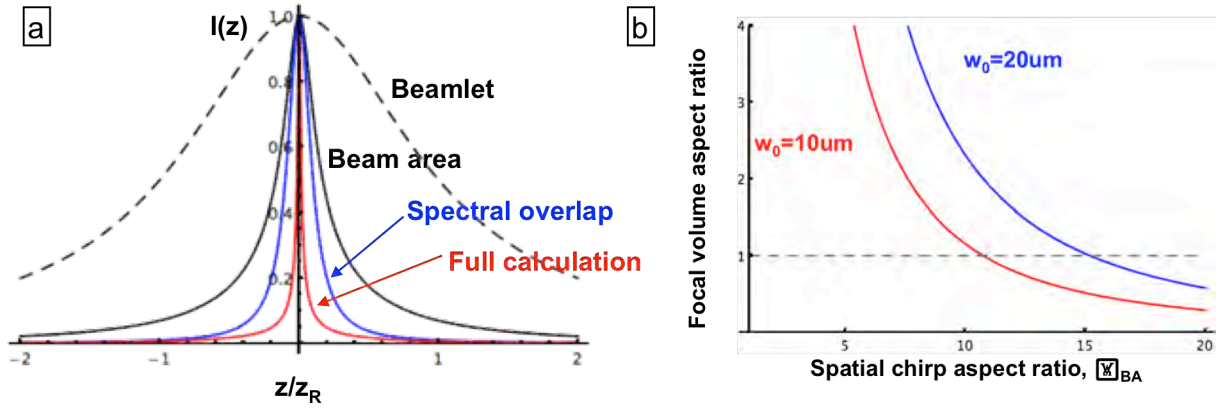 a
I(z)
1.0
0.8
0.6
0.4
0.2
Beamlet
Beam area
Spectral overlap
Full calculation
-2
-1
1
2
z/zR
b
Focal volume aspect ratio
4
3
2
1
w0=20um
w0=10um
5
10
15
20
Spatial chirp aspect ratio, BA